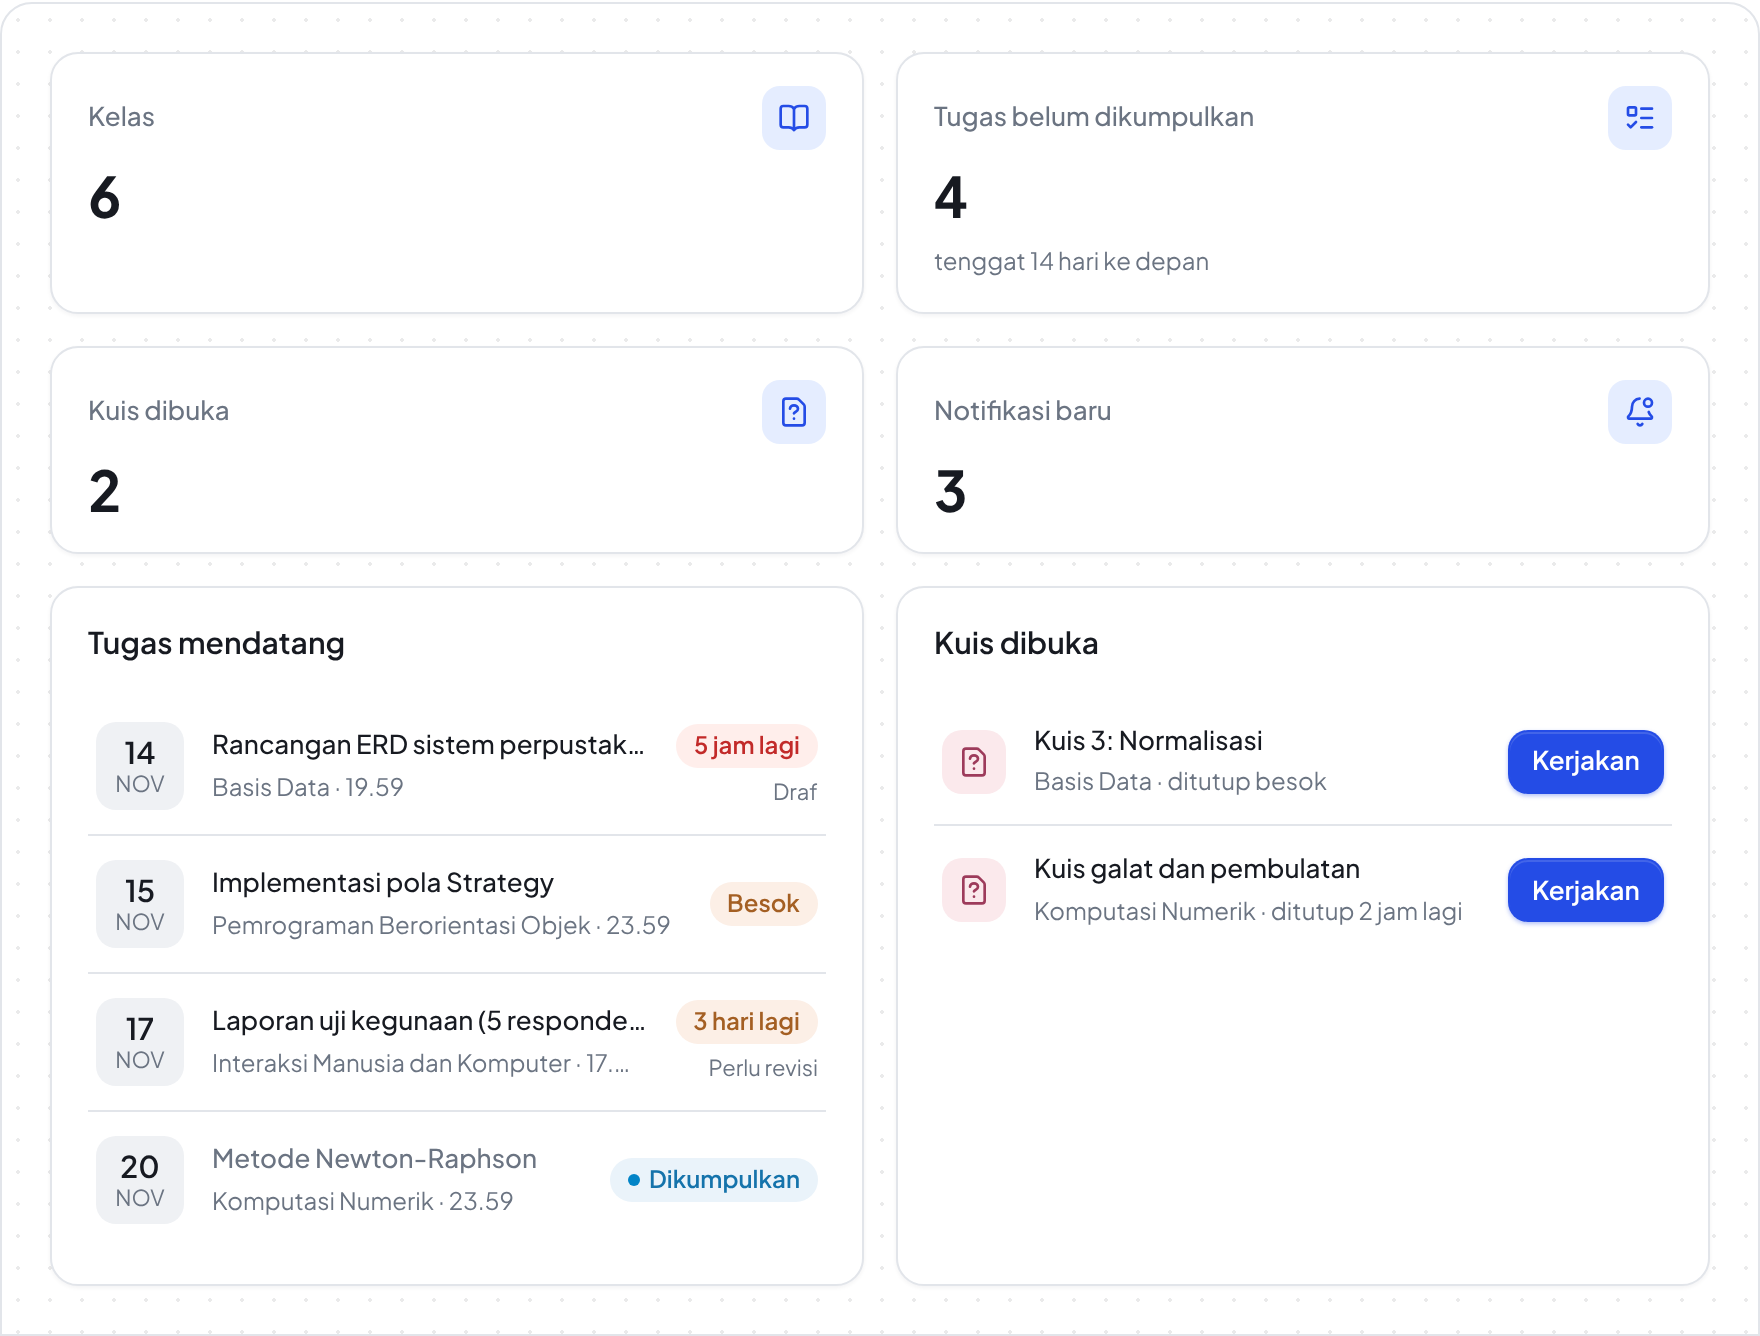 Kelas
6
Tugas belum dikumpulkan
4
tenggat 14 hari ke depan
Kuis dibuka
2
Notifikasi baru
3
Tugas mendatang
14
NOV
Rancangan ERD sistem perpustak...
Basis Data · 19.59
5 jam lagi
Draf
15
NOV
Implementasi pola Strategy
Pemrograman Berorientasi Objek · 23.59
Besok
17
NOV
Laporan uji kegunaan (5 responde...
Interaksi Manusia dan Komputer · 17....
3 hari lagi
Perlu revisi
20
NOV
Metode Newton-Raphson
Komputasi Numerik · 23.59
Dikumpulkan
Kuis dibuka
Kuis 3: Normalisasi
Basis Data · ditutup besok
Kerjakan
Kuis galat dan pembulatan
Komputasi Numerik · ditutup 2 jam lagi
Kerjakan